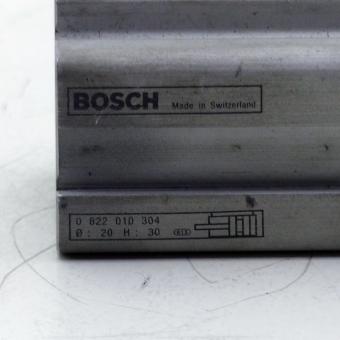 BOSCH Made in Switzerland
0 822 010 304
Ø: 20 H: 30